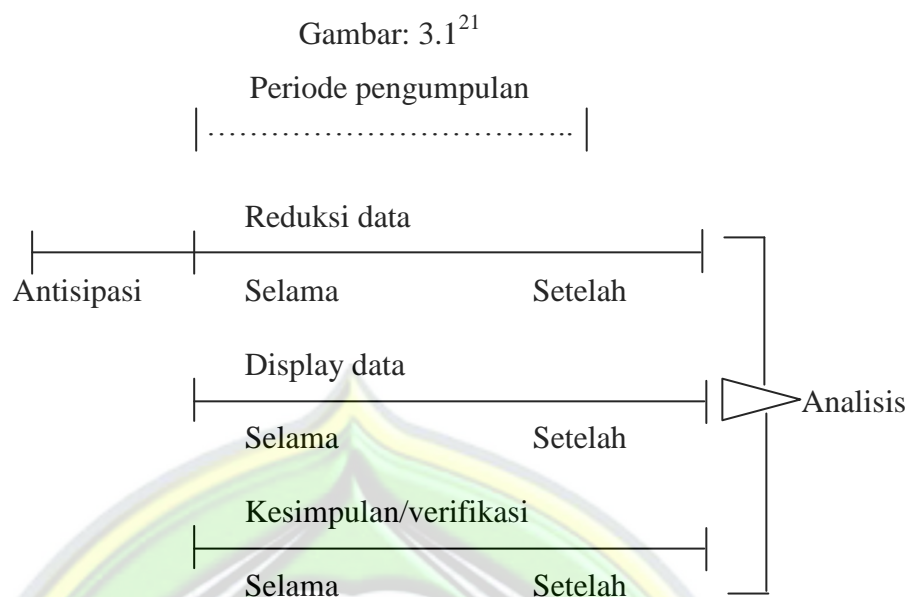 Gambar: 3.1²¹
Periode pengumpulan
|……………………………..|
Reduksi data
Antisipasi Selama Setelah
Display data
Selama Setelah
Analisis
Kesimpulan/verifikasi
Selama Setelah